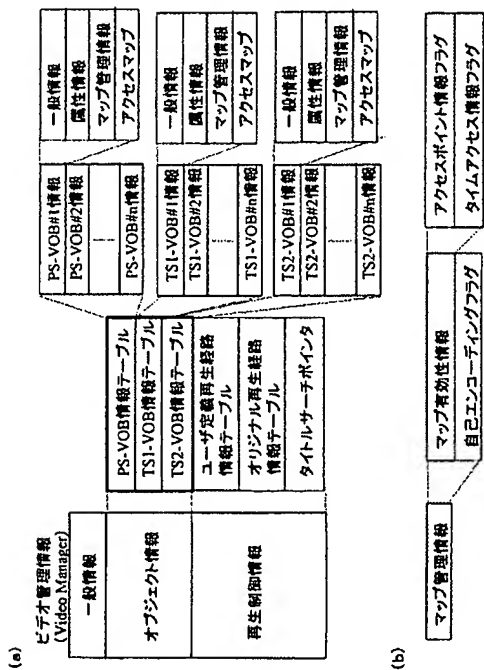 (a)
ビデオ管理情報
(Video Manager)
一般情報
オブジェクト情報
再生制御情報
PS-VOB情報テーブル
TS1-VOB情報テーブル
TS2-VOB情報テーブル
ユーザ定義再生経路
情報テーブル
オリジナル再生経路
情報テーブル
タイトルサーチポインタ
PS-VOB#1情報
PS-VOB#2情報
PS-VOB#n情報
TS1-VOB#1情報
TS1-VOB#2情報
TS1-VOB#n情報
TS2-VOB#1情報
TS2-VOB#2情報
TS2-VOB#m情報
一般情報
属性情報
マップ管理情報
アクセスマップ
一般情報
属性情報
マップ管理情報
アクセスマップ
一般情報
属性情報
マップ管理情報
アクセスマップ
(b)
マップ管理情報
マップ有効性情報
自己エンコーディングフラグ
アクセスポイント情報フラグ
タイムアクセス情報フラグ